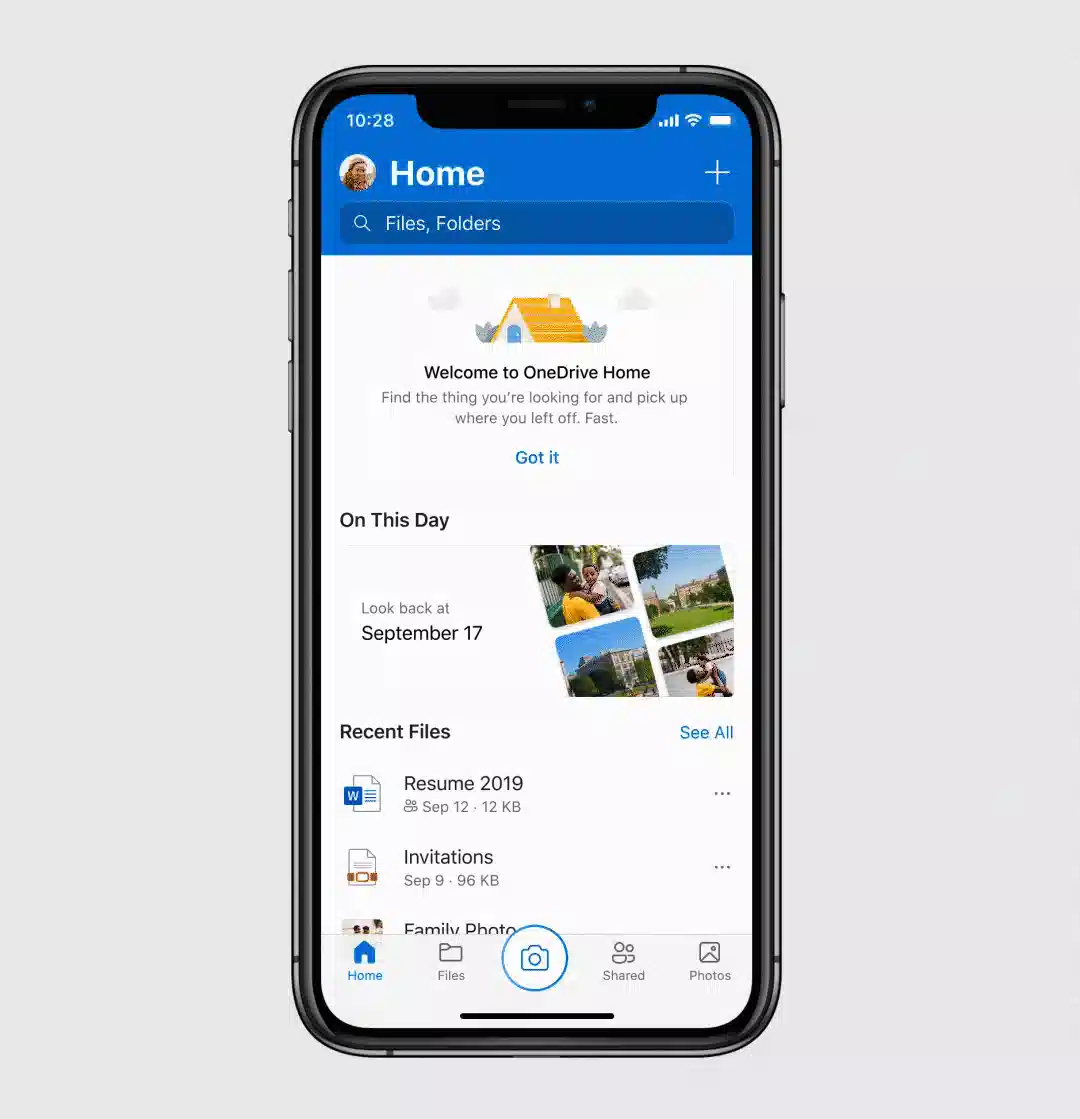 10:28
Home
Files, Folders
Welcome to OneDrive Home
Find the thing you're looking for and pick up
where you left off. Fast.
Got it
On This Day
Look back at
September 17
Recent Files
See All
W
Resume 2019
Sep 12 · 12 KB
Invitations
Sep 9 · 96 KB
Family Photo
Home
Files
Shared
Photos